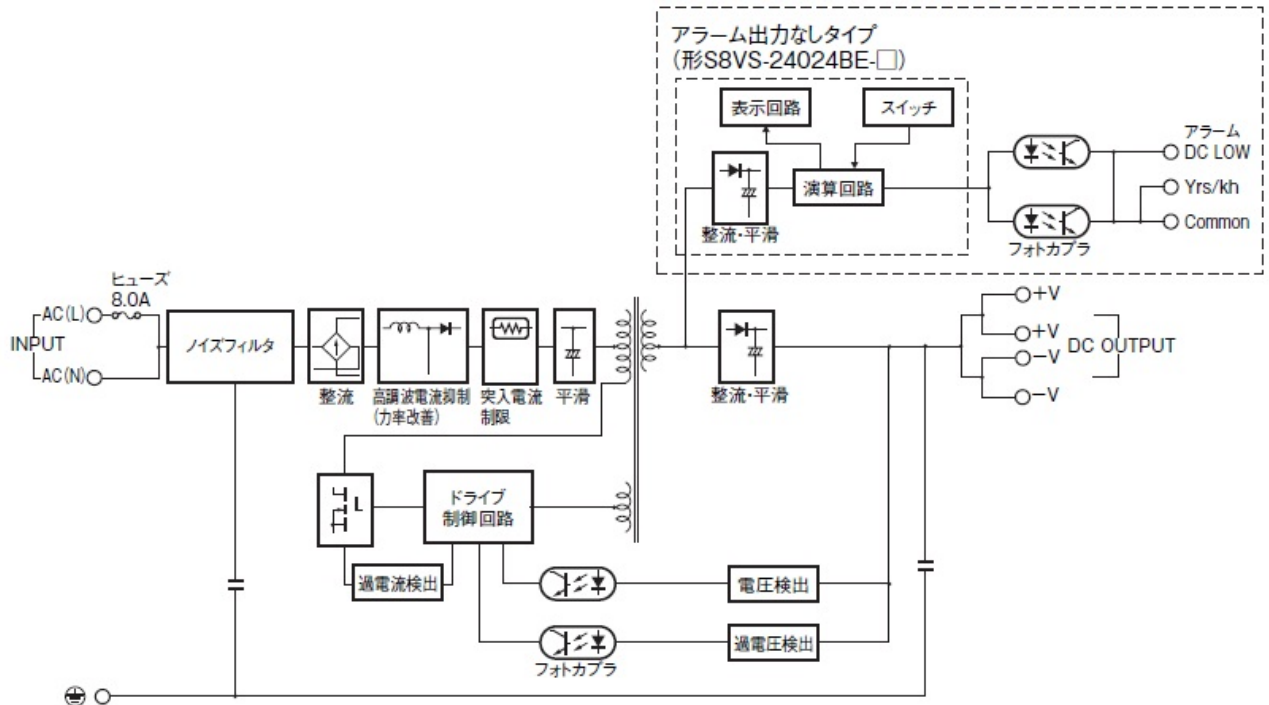 アラーム出力なしタイプ
(形S8VS-24024BE-□)
表示回路
スイッチ
演算回路
整流・平滑
アラーム
DC LOW
Yrs/kh
Common
フォトカプラ
ヒューズ
8.0A
AC(L)
INPUT
AC(N)
ノイズフィルタ
整流
高調波電流抑制
(力率改善)
突入電流
制限
平滑
整流・平滑
+V
+V
DC OUTPUT
-V
-V
ドライブ
制御回路
過電流検出
電圧検出
過電圧検出
フォトカプラ